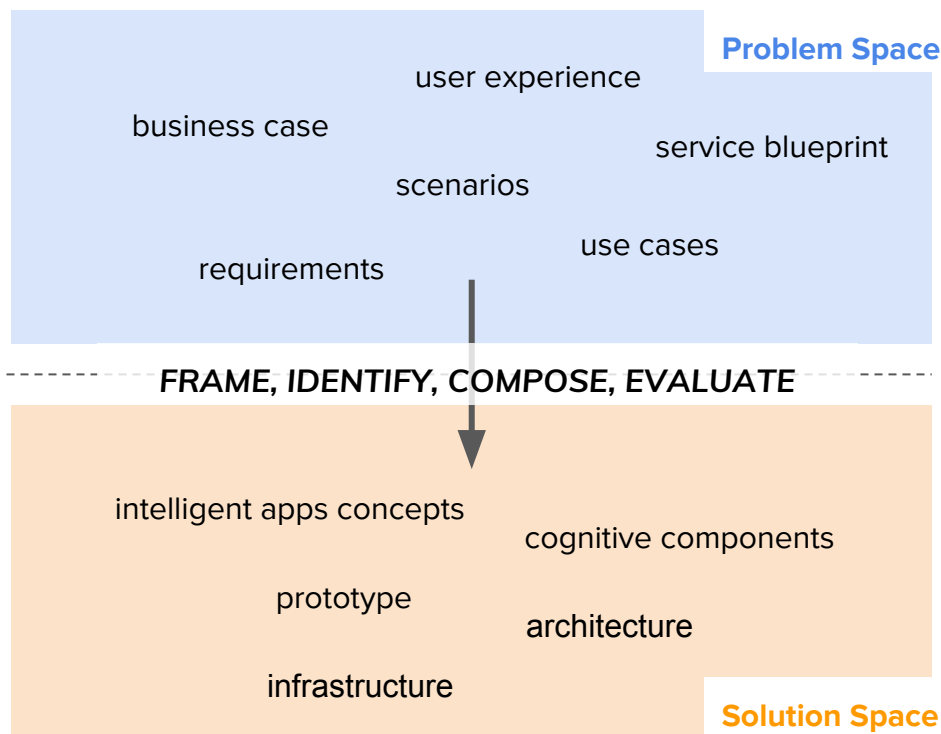 Problem Space
user experience
business case
service blueprint
scenarios
use cases
requirements
FRAME, IDENTIFY, COMPOSE, EVALUATE
intelligent apps concepts
cognitive components
prototype
architecture
infrastructure
Solution Space